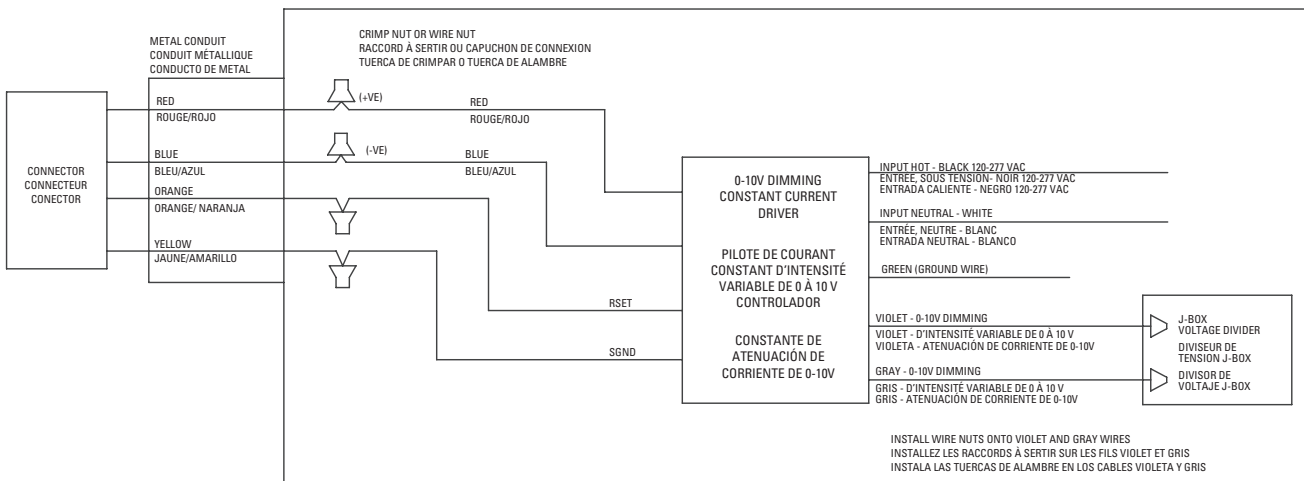 METAL CONDUIT
CONDUIT MÉTALLIQUE
CONDUCTO DE METAL
CRIMP NUT OR WIRE NUT
RACCORD À SERTIR OU CAPUCHON DE CONNEXION
TUERCA DE CRIMPAR O TUERCA DE ALAMBRE
CONNECTOR
CONNECTEUR
CONECTOR
RED
ROUGE/ROJO
(+VE)
RED
ROUGE/ROJO
BLUE
BLEU/AZUL
(-VE)
BLUE
BLEU/AZUL
ORANGE
ORANGE/ NARANJA
YELLOW
JAUNE/AMARILLO
RSET
SGND
0-10V DIMMING
CONSTANT CURRENT
DRIVER
PILOTE DE COURANT
CONSTANT D'INTENSITÉ
VARIABLE DE 0 À 10 V
CONTROLADOR
CONSTANTE DE
ATENUACIÓN DE
CORRIENTE DE 0-10V
INPUT HOT - BLACK 120-277 VAC
ENTRÉE, SOUS TENSION- NOIR 120-277 VAC
ENTRADA CALIENTE - NEGRO 120-277 VAC
INPUT NEUTRAL - WHITE
ENTRÉE, NEUTRE - BLANC
ENTRADA NEUTRAL - BLANCO
GREEN (GROUND WIRE)
VIOLET - 0-10V DIMMING
VIOLET - D'INTENSITÉ VARIABLE DE 0 À 10 V
VIOLETA - ATENUACIÓN DE CORRIENTE DE 0-10V
GRAY - 0-10V DIMMING
GRIS - D'INTENSITÉ VARIABLE DE 0 À 10 V
GRIS - ATENUACIÓN DE CORRIENTE DE 0-10V
J-BOX
VOLTAGE DIVIDER
DIVISEUR DE
TENSION J-BOX
DIVISOR DE
VOLTAJE J-BOX
INSTALL WIRE NUTS ONTO VIOLET AND GRAY WIRES
INSTALLEZ LES RACCORDS À SERTIR SUR LES FILS VIOLET ET GRIS
INSTALA LAS TUERCAS DE ALAMBRE EN LOS CABLES VIOLETA Y GRIS